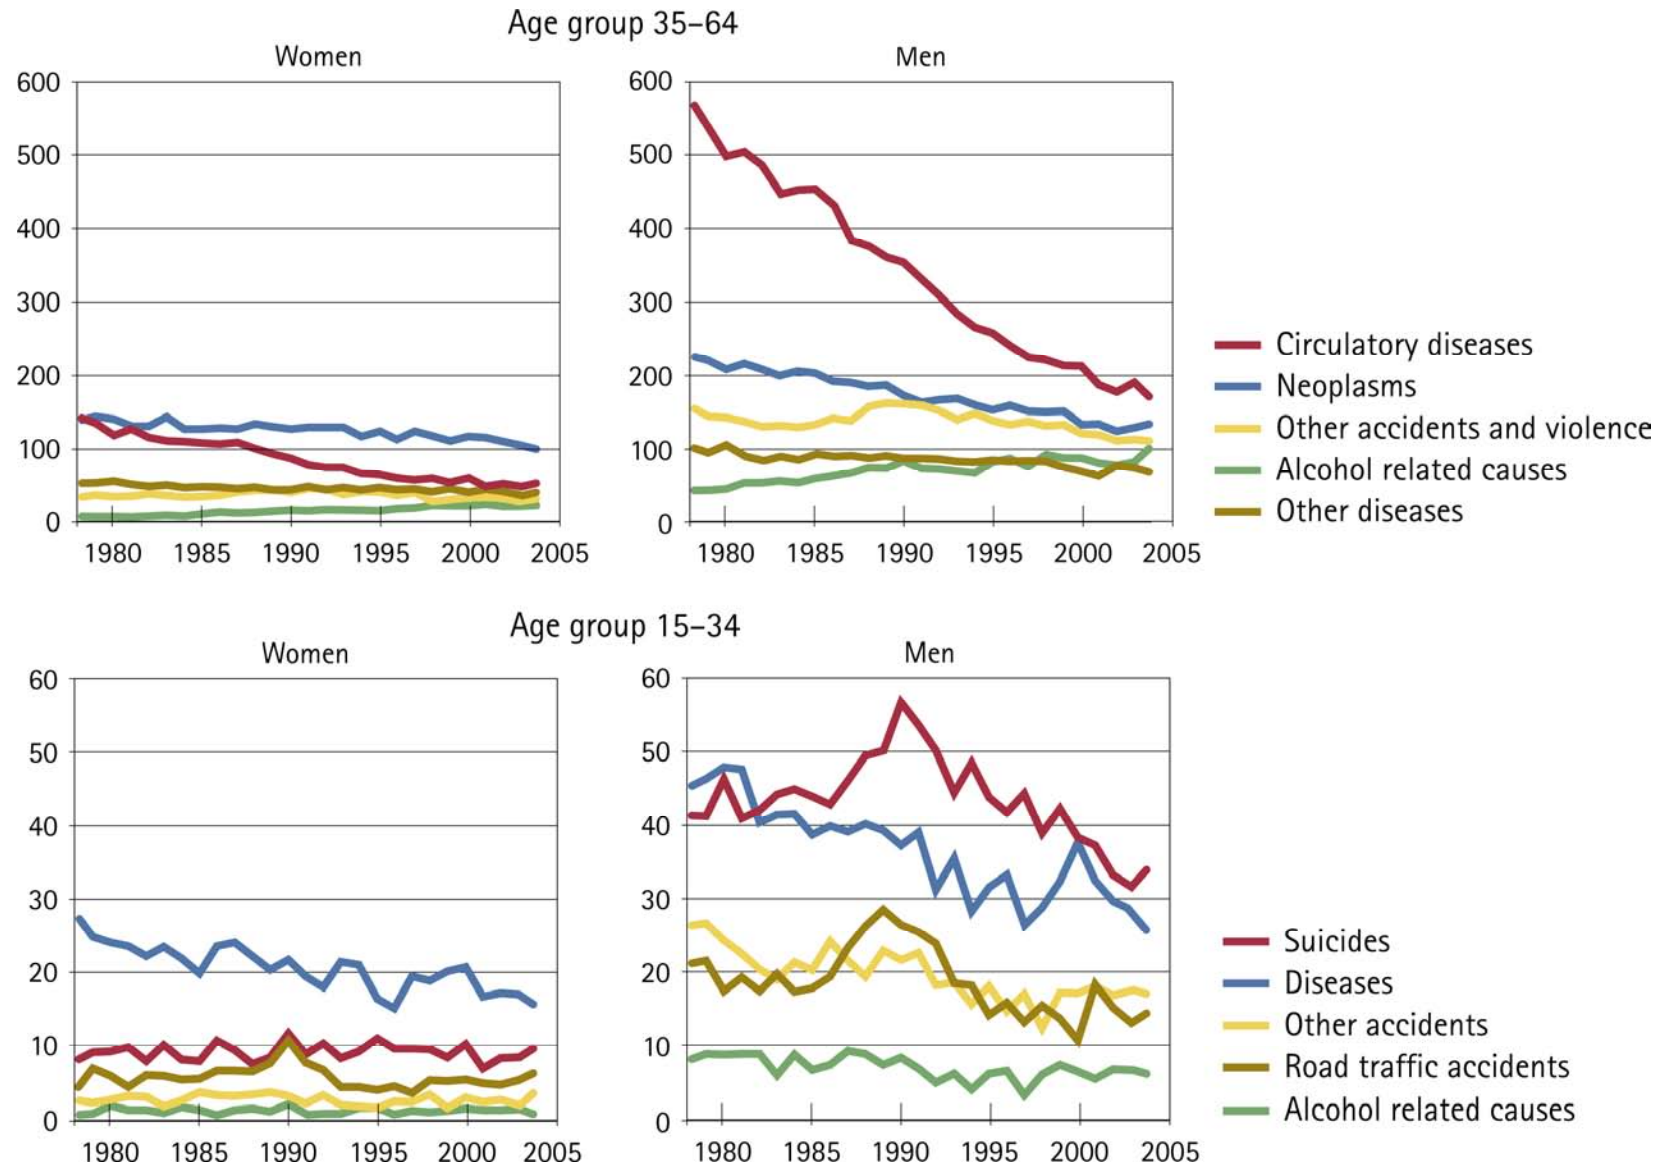 Age group 35–64
Women
Men
600
500
400
300
200
100
0
1980 1985 1990 1995 2000 2005
600
500
400
300
200
100
0
1980 1985 1990 1995 2000 2005
Circulatory diseases
Neoplasms
Other accidents and violence
Alcohol related causes
Other diseases
Age group 15–34
Women
Men
60
50
40
30
20
10
0
1980 1985 1990 1995 2000 2005
60
50
40
30
20
10
0
1980 1985 1990 1995 2000 2005
Suicides
Diseases
Other accidents
Road traffic accidents
Alcohol related causes